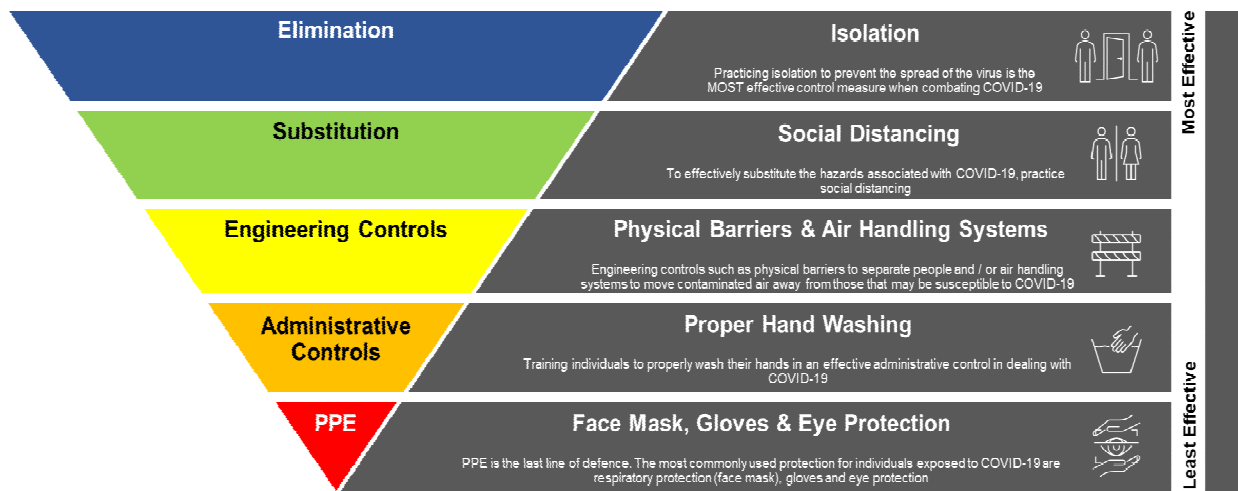 Elimination
Isolation
Practicing isolation to prevent the spread of the virus is the
MOST effective control measure when combating COVID-19
Substitution
Social Distancing
To effectively substitute the hazards associated with COVID-19, practice
social distancing
Engineering Controls
Physical Barriers & Air Handling Systems
Engineering controls such as physical barriers to separate people and / or air handling
systems to move contaminated air away from those that may be susceptible to COVID-19
Administrative
Controls
Proper Hand Washing
Training individuals to properly wash their hands in an effective administrative control in dealing with
COVID-19
PPE
Face Mask, Gloves & Eye Protection
PPE is the last line of defence. The most commonly used protection for individuals exposed to COVID-19 are
respiratory protection (face mask), gloves and eye protection
Most Effective
Least Effective